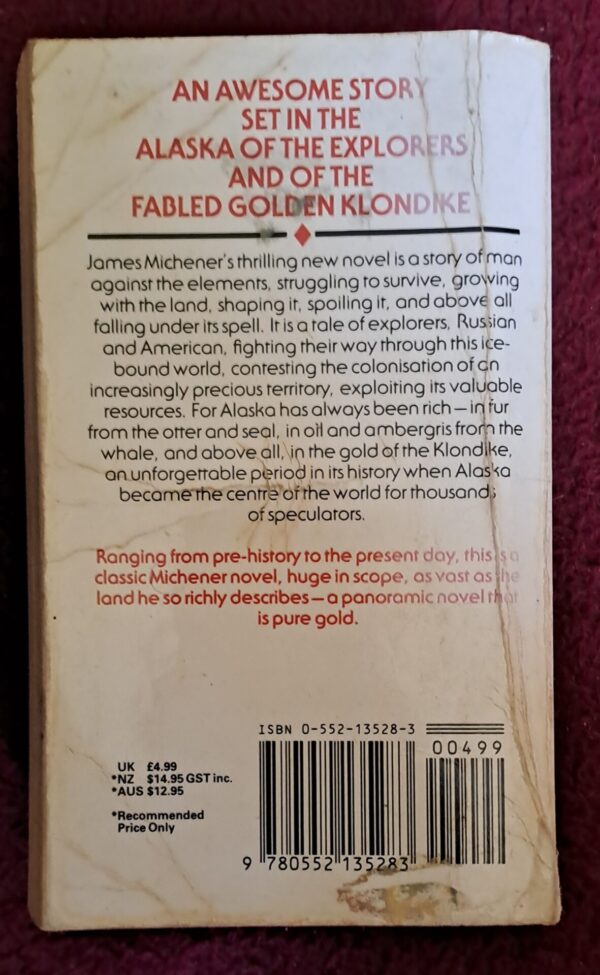 AN AWESOME STORY
SET IN THE
ALASKA OF THE EXPLORERS
AND OF THE
FABLED GOLDEN KLONDIKE
James Michener's thrilling new novel is a story of man
against the elements, struggling to survive, growing
with the land, shaping it, spoiling it, and above all
falling under its spell. It is a tale of explorers, Russian
and American, fighting their way through this ice-
bound world, contesting the colonisation of an
increasingly precious territory, exploiting its valuable
resources. For Alaska has always been rich — in fur
from the otter and seal, in oil and ambergris from the
whale, and above all, in the gold of the Klondike,
an unforgettable period in its history when Alaska
became the centre of the world for thousands
of speculators.
Ranging from pre-history to the present day, this is a
classic Michener novel, huge in scope, as vast as the
land he so richly describes — a panoramic novel that
is pure gold.
ISBN 0-552-13528-3
00499
UK £4.99
*NZ $14.95 GST inc.
*AUS $12.95
*Recommended
Price Only
9 780552 135283